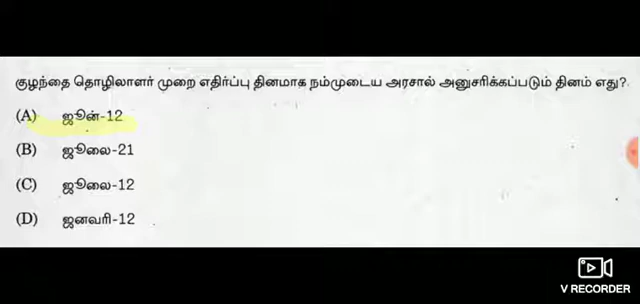 குழந்தை தொழிலாளர் முறை எதிர்ப்பு தினமாக நம்முடைய அரசால் அனுசரிக்கப்படும் தினம் எது?
(A) ஜூன்-12
(B) ஜூலை-21
(C) ஜூலை-12
(D) ஜனவரி-12
V RECORDER